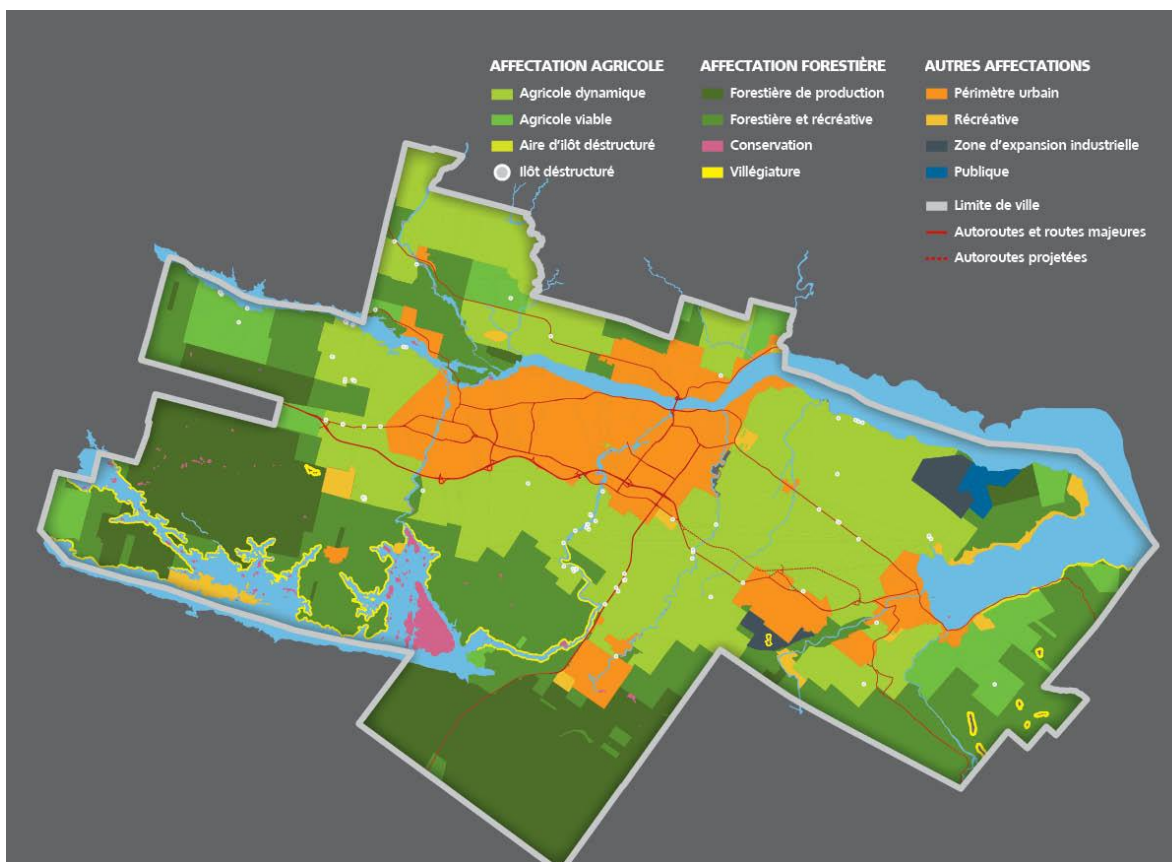 AFFECTATION AGRICOLE
Agricole dynamique
Agricole viable
Aire d'ilôt déstructuré
Ilôt déstructuré
AFFECTATION FORESTIÈRE
Forestière de production
Forestière et récréative
Conservation
Villégiature
AUTRES AFFECTATIONS
Périmètre urbain
Récréative
Zone d'expansion industrielle
Publique
Limite de ville
Autoroutes et routes majeures
Autoroutes projetées